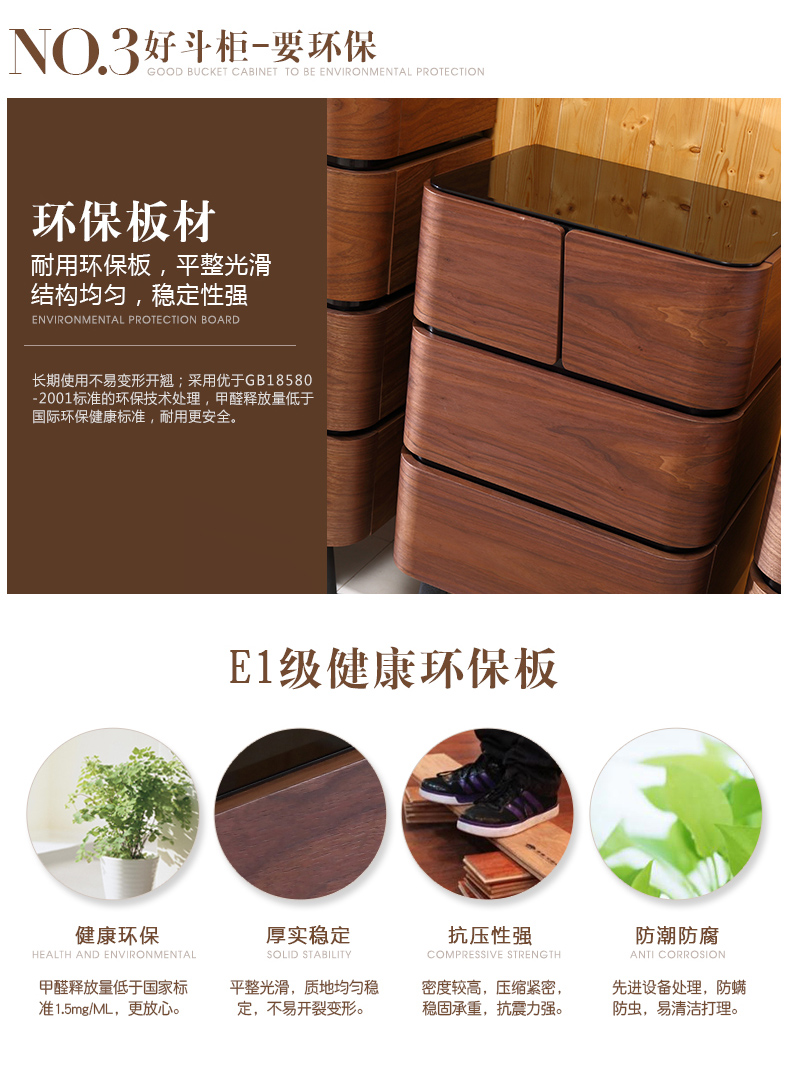 NO.3好斗柜-要环保
GOOD BUCKET CABINET TO BE ENVIRONMENTAL PROTECTION
环保板材
耐用环保板，平整光滑
结构均匀，稳定性强
ENVIRONMENTAL PROTECTION BOARD
长期使用不易变形开翘；采用优于GB18580
-2001标准的环保技术处理，甲醛释放量低于
国际环保健康标准，耐用更安全。
E1级健康环保板
健康环保
HEALTH AND ENVIRONMENTAL
甲醛释放量低于国家标
准1.5mg/ML，更放心。
厚实稳定
SOLID STABILITY
平整光滑，质地均匀稳
定，不易开裂变形。
抗压性强
COMPRESSIVE STRENGTH
密度较高，压缩紧密，
稳固承重，抗震力强。
防潮防腐
ANTI CORROSION
先进设备处理，防螨
防虫，易清洁打理。